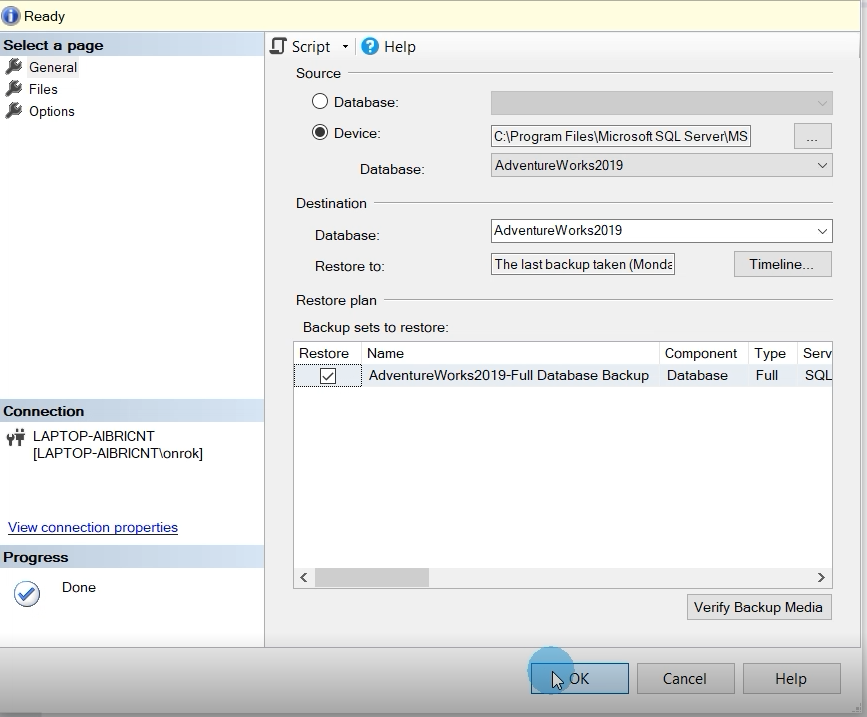 Ready
Select a page
General
Files
Options
Script
Help
Source
Database:
Device:
C:\Program Files\Microsoft SQL Server\MS
...
Database:
AdventureWorks2019
Destination
Database:
AdventureWorks2019
Restore to:
The last backup taken (Monda
Timeline...
Restore plan
Backup sets to restore:
Restore Name Component Type Serv
AdventureWorks2019-Full Database Backup Database Full SQL
Verify Backup Media
Connection
LAPTOP-AIBRICNT
[LAPTOP-AIBRICNT\onrok]
View connection properties
Progress
Done
OK
Cancel
Help